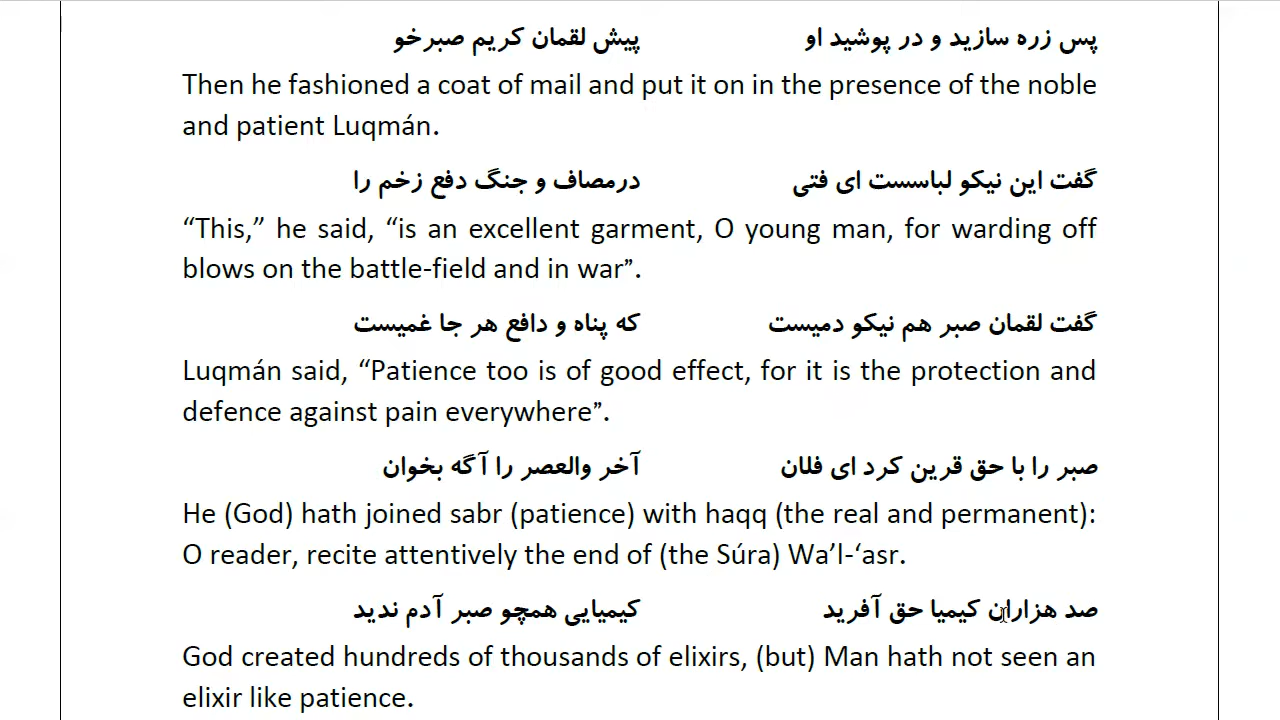 پس زره سازید و در پوشید او پیش لقمان کریم صبرخو
Then he fashioned a coat of mail and put it on in the presence of the noble
and patient Luqmán.
گفت این نیکو لباسست ای فتی درمصاف و جنگ دفع زخم را
“This,” he said, “is an excellent garment, O young man, for warding off
blows on the battle-field and in war”.
گفت لقمان صبر هم نیکو دمیست که پناه و دافع هر جا غمیست
Luqmán said, “Patience too is of good effect, for it is the protection and
defence against pain everywhere”.
صبر را با حق قرین کرد ای فلان آخر والعصر را آگه بخوان
He (God) hath joined sabr (patience) with haqq (the real and permanent):
O reader, recite attentively the end of (the Súra) Wa’l-‘asr.
صد هزاران کیمیا حق آفرید کیمیایی همچو صبر آدم ندید
God created hundreds of thousands of elixirs, (but) Man hath not seen an
elixir like patience.